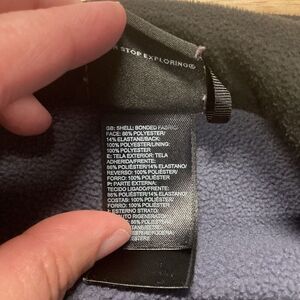 STOP EXPLORING®
GB: SHELL: BONDED FABRIC/
FACE: 86% POLYESTER/
14% ELASTANE/BACK:
100% POLYESTER/LINING:
100% POLYESTER
E: TELA EXTERIOR: TELA
ADHERIDA/FRENTE:
86% POLIÉSTER/14% ELASTANO/
REVERSO: 100% POLIÉSTER/
FORRO: 100% POLIÉSTER
P: PARTE EXTERNA:
TECIDO LIGADO/FRENTE:
86% POLIÉSTER/14% ELASTANO/
COSTAS: 100% POLIÉSTER/
FORRO: 100% POLIÉSTER
I: ESTERNO STRATO: